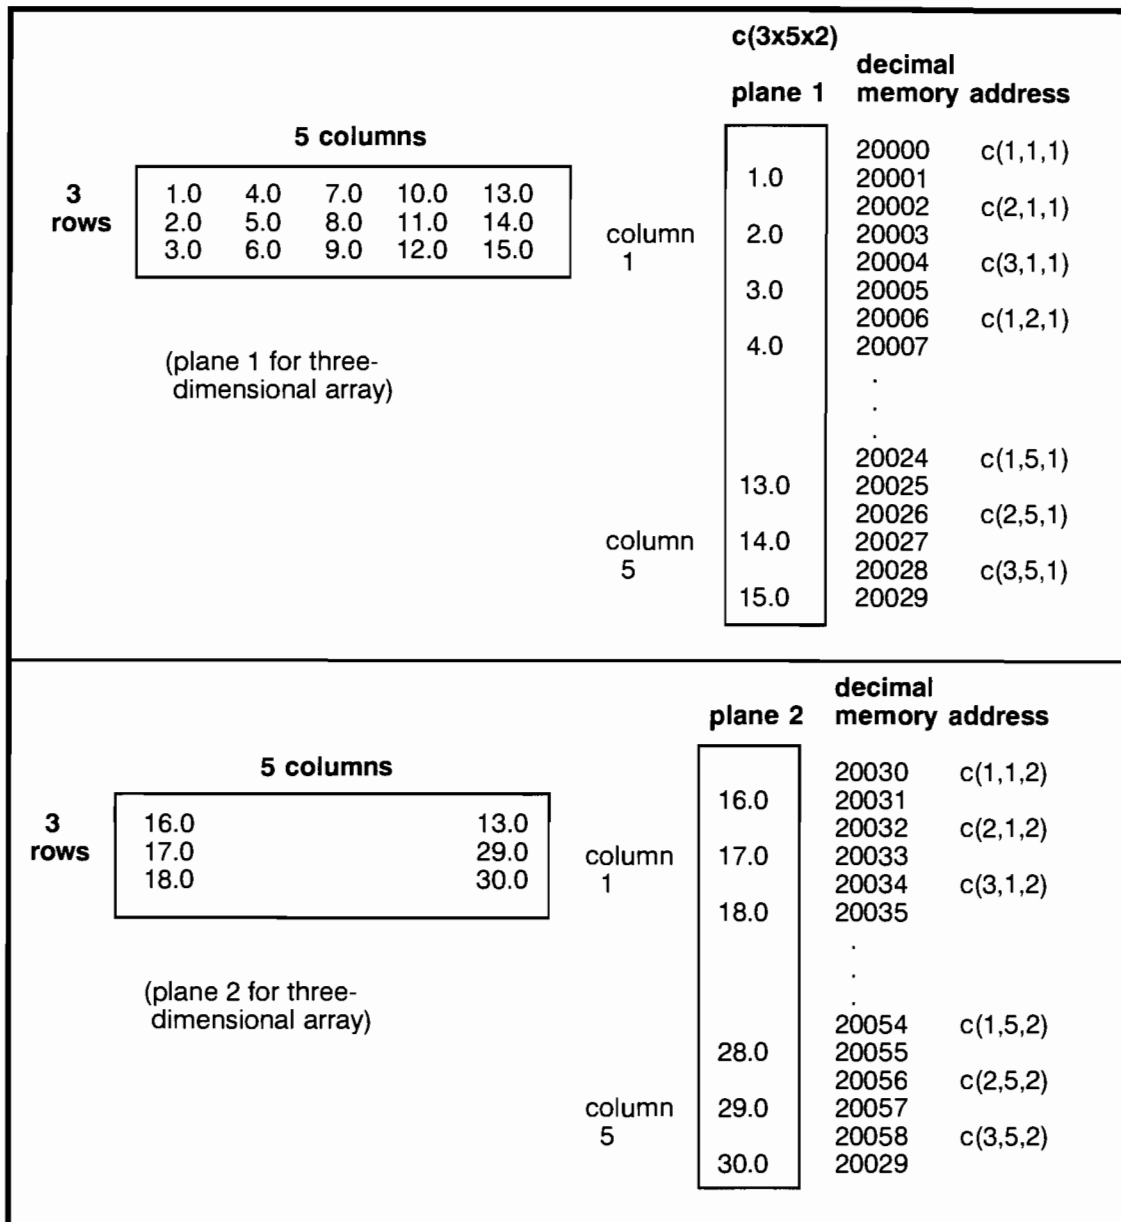 c(3x5x2)
decimal
plane 1 memory address
5 columns
3 rows
1.0 4.0 7.0 10.0 13.0
2.0 5.0 8.0 11.0 14.0
3.0 6.0 9.0 12.0 15.0
(plane 1 for three-
dimensional array)
column
1
20000 c(1,1,1)
1.0 20001
20002 c(2,1,1)
2.0 20003
20004 c(3,1,1)
3.0 20005
20006 c(1,2,1)
4.0 20007
.
.
.
20024 c(1,5,1)
13.0 20025
20026 c(2,5,1)
column
5
14.0 20027
20028 c(3,5,1)
15.0 20029
decimal
plane 2 memory address
5 columns
3 rows
16.0 13.0
17.0 29.0
18.0 30.0
(plane 2 for three-
dimensional array)
column
1
20030 c(1,1,2)
16.0 20031
20032 c(2,1,2)
17.0 20033
20034 c(3,1,2)
18.0 20035
.
.
.
20054 c(1,5,2)
28.0 20055
20056 c(2,5,2)
column
5
29.0 20057
20058 c(3,5,2)
30.0 20029